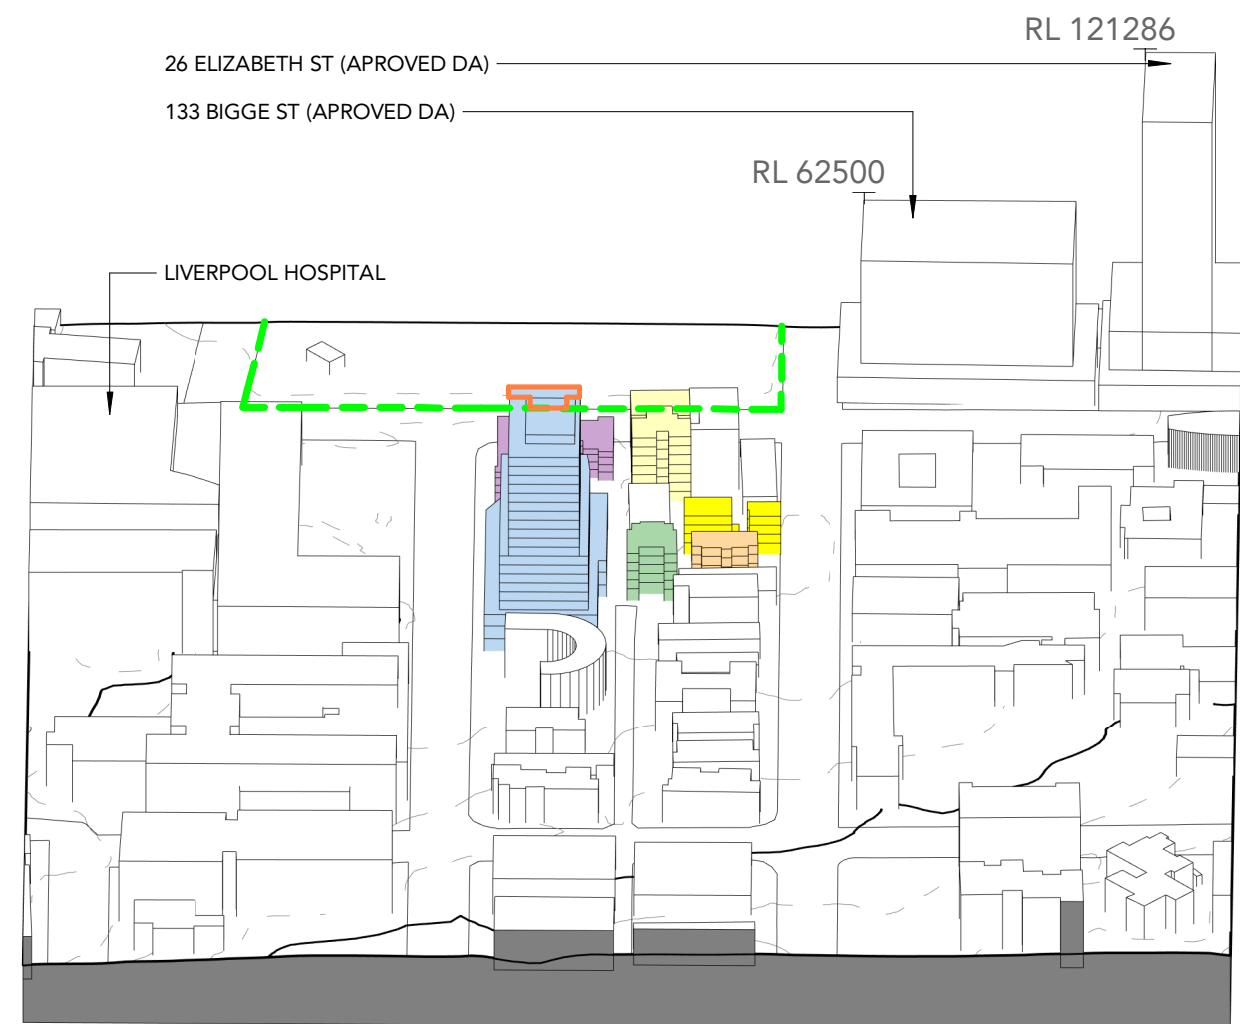 RL 121286
26 ELIZABETH ST (APROVED DA)
133 BIGGE ST (APROVED DA)
RL 62500
LIVERPOOL HOSPITAL